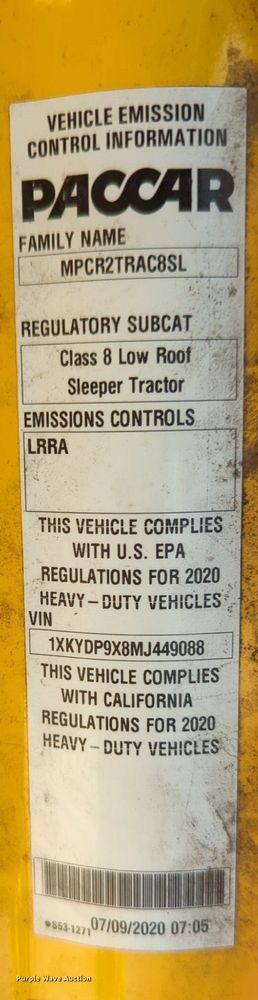 VEHICLE EMISSION
CONTROL INFORMATION
PACCAR
FAMILY NAME
MPCR2TRAC8SL
REGULATORY SUBCAT
Class 8 Low Roof
Sleeper Tractor
EMISSIONS CONTROLS
LRRA
THIS VEHICLE COMPLIES
WITH U.S. EPA
REGULATIONS FOR 2020
HEAVY – DUTY VEHICLES
VIN
1XKYDP9X8MJ449088
THIS VEHICLE COMPLIES
WITH CALIFORNIA
REGULATIONS FOR 2020
HEAVY – DUTY VEHICLES
S53-1271 07/09/2020 07:05
Purple Wave Auction